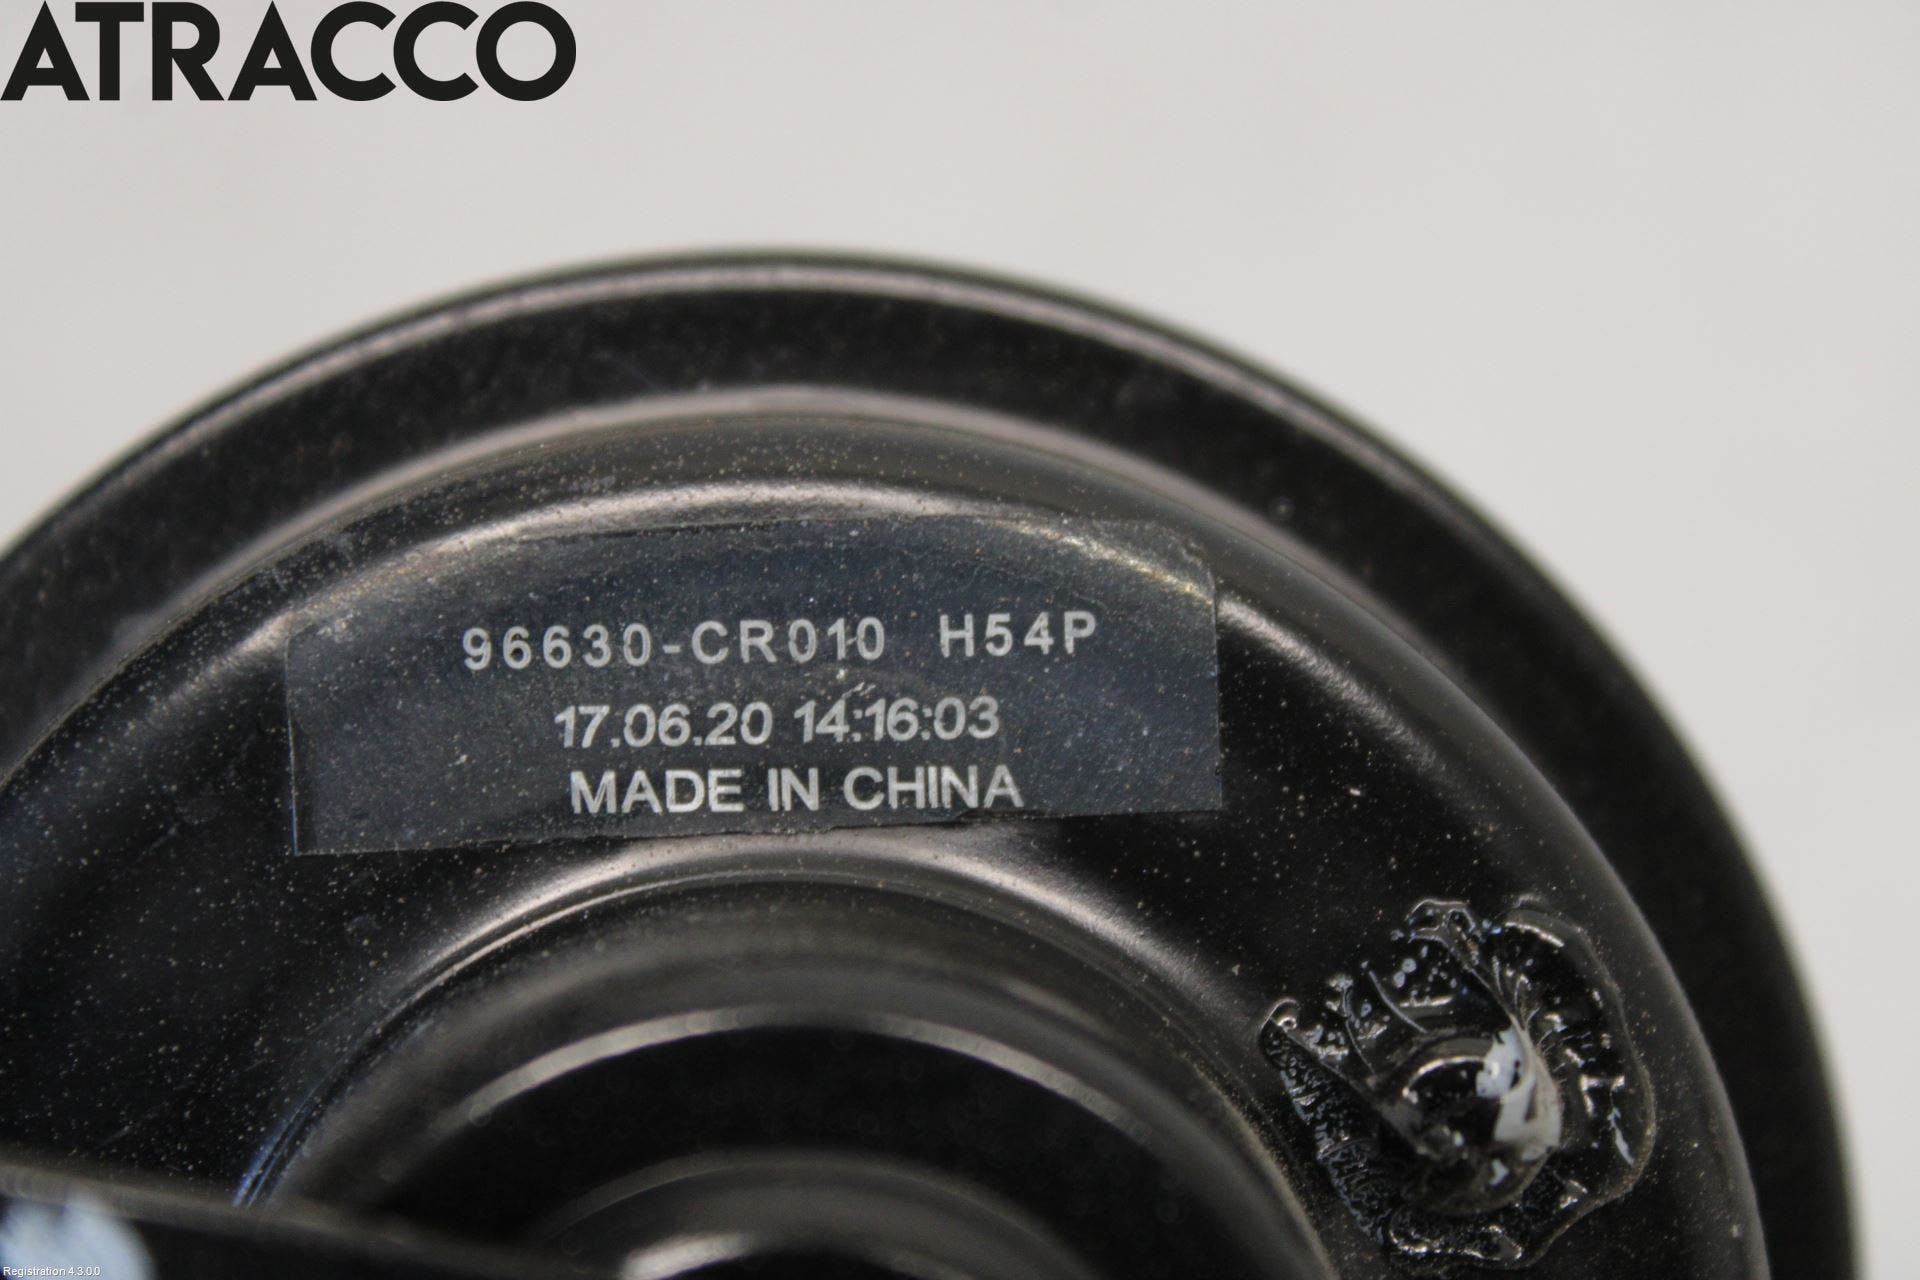 ATRACCO
96630-CR010 H54P
17.06.20 14:16:03
MADE IN CHINA
Registration 4.3.0.0